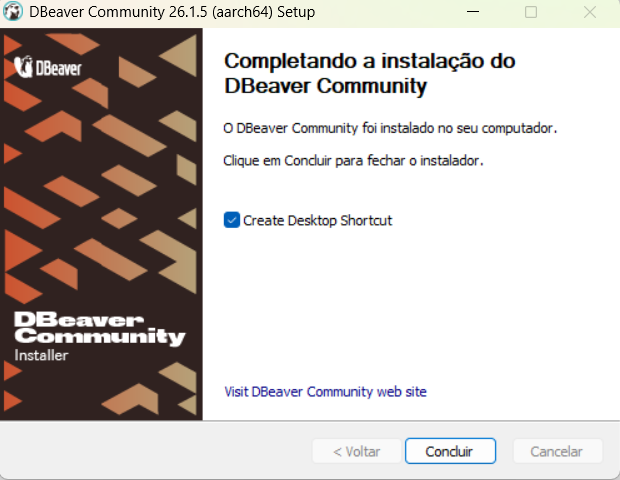 DBeaver Community 26.1.5 (aarch64) Setup
DBeaver
Completando a instalação do
DBeaver Community
O DBeaver Community foi instalado no seu computador.
Clique em Concluir para fechar o instalador.
Create Desktop Shortcut
DBeaver
Community
Installer
Visit DBeaver Community web site
< Voltar
Concluir
Cancelar